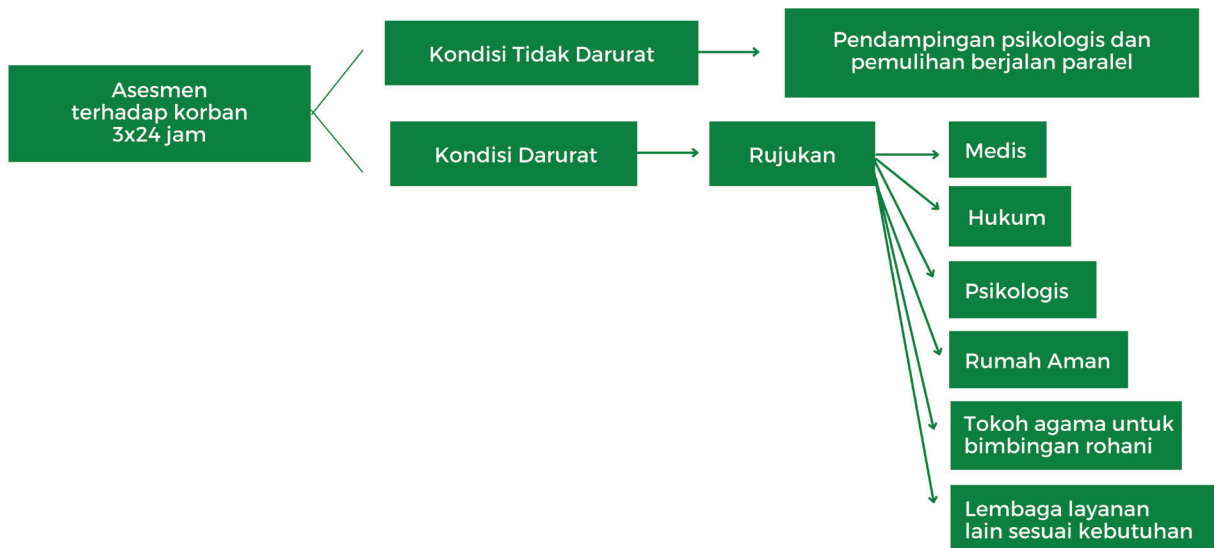 Asesmen
terhadap korban
3x24 jam
Kondisi Tidak Darurat
Pendampingan psikologis dan
pemulihan berjalan paralel
Kondisi Darurat
Rujukan
Medis
Hukum
Psikologis
Rumah Aman
Tokoh agama untuk
bimbingan rohani
Lembaga layanan
lain sesuai kebutuhan